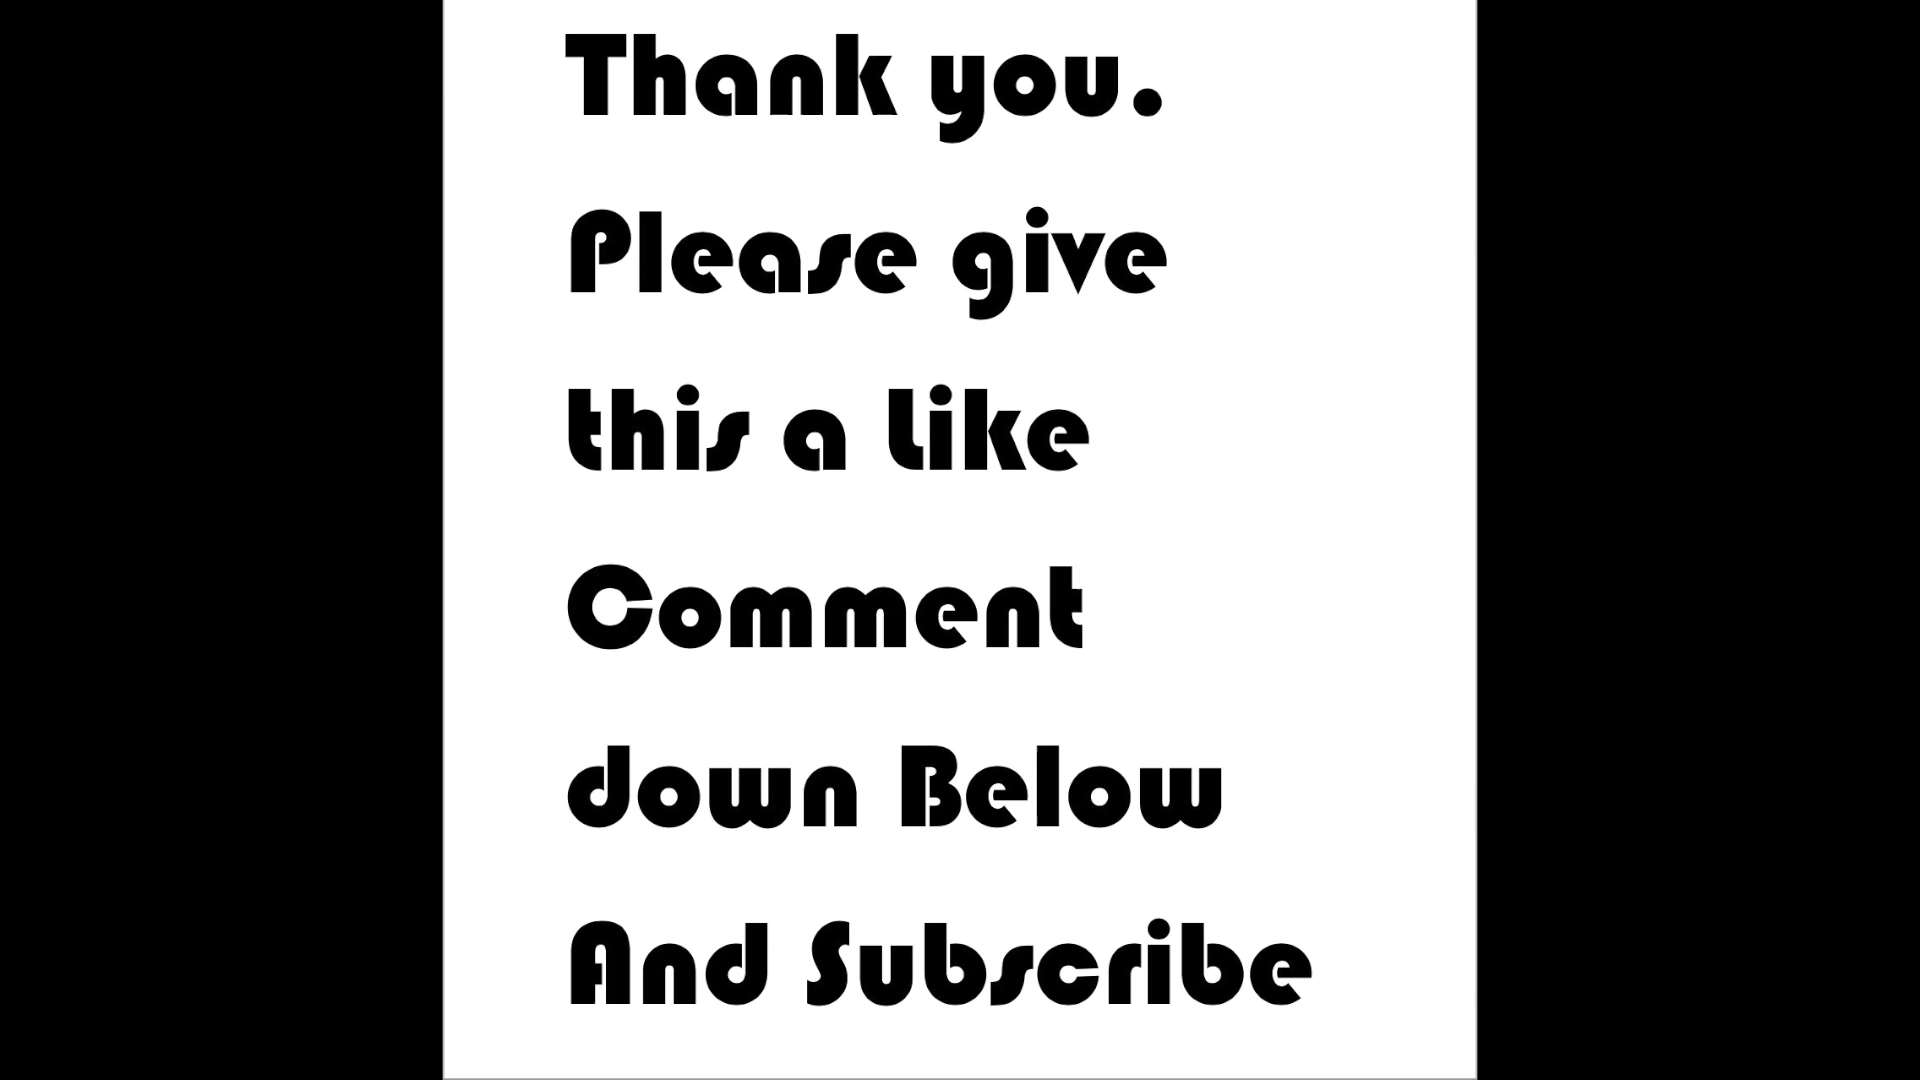 Thank you.
Please give
this a Like
Comment
down Below
And Subscribe